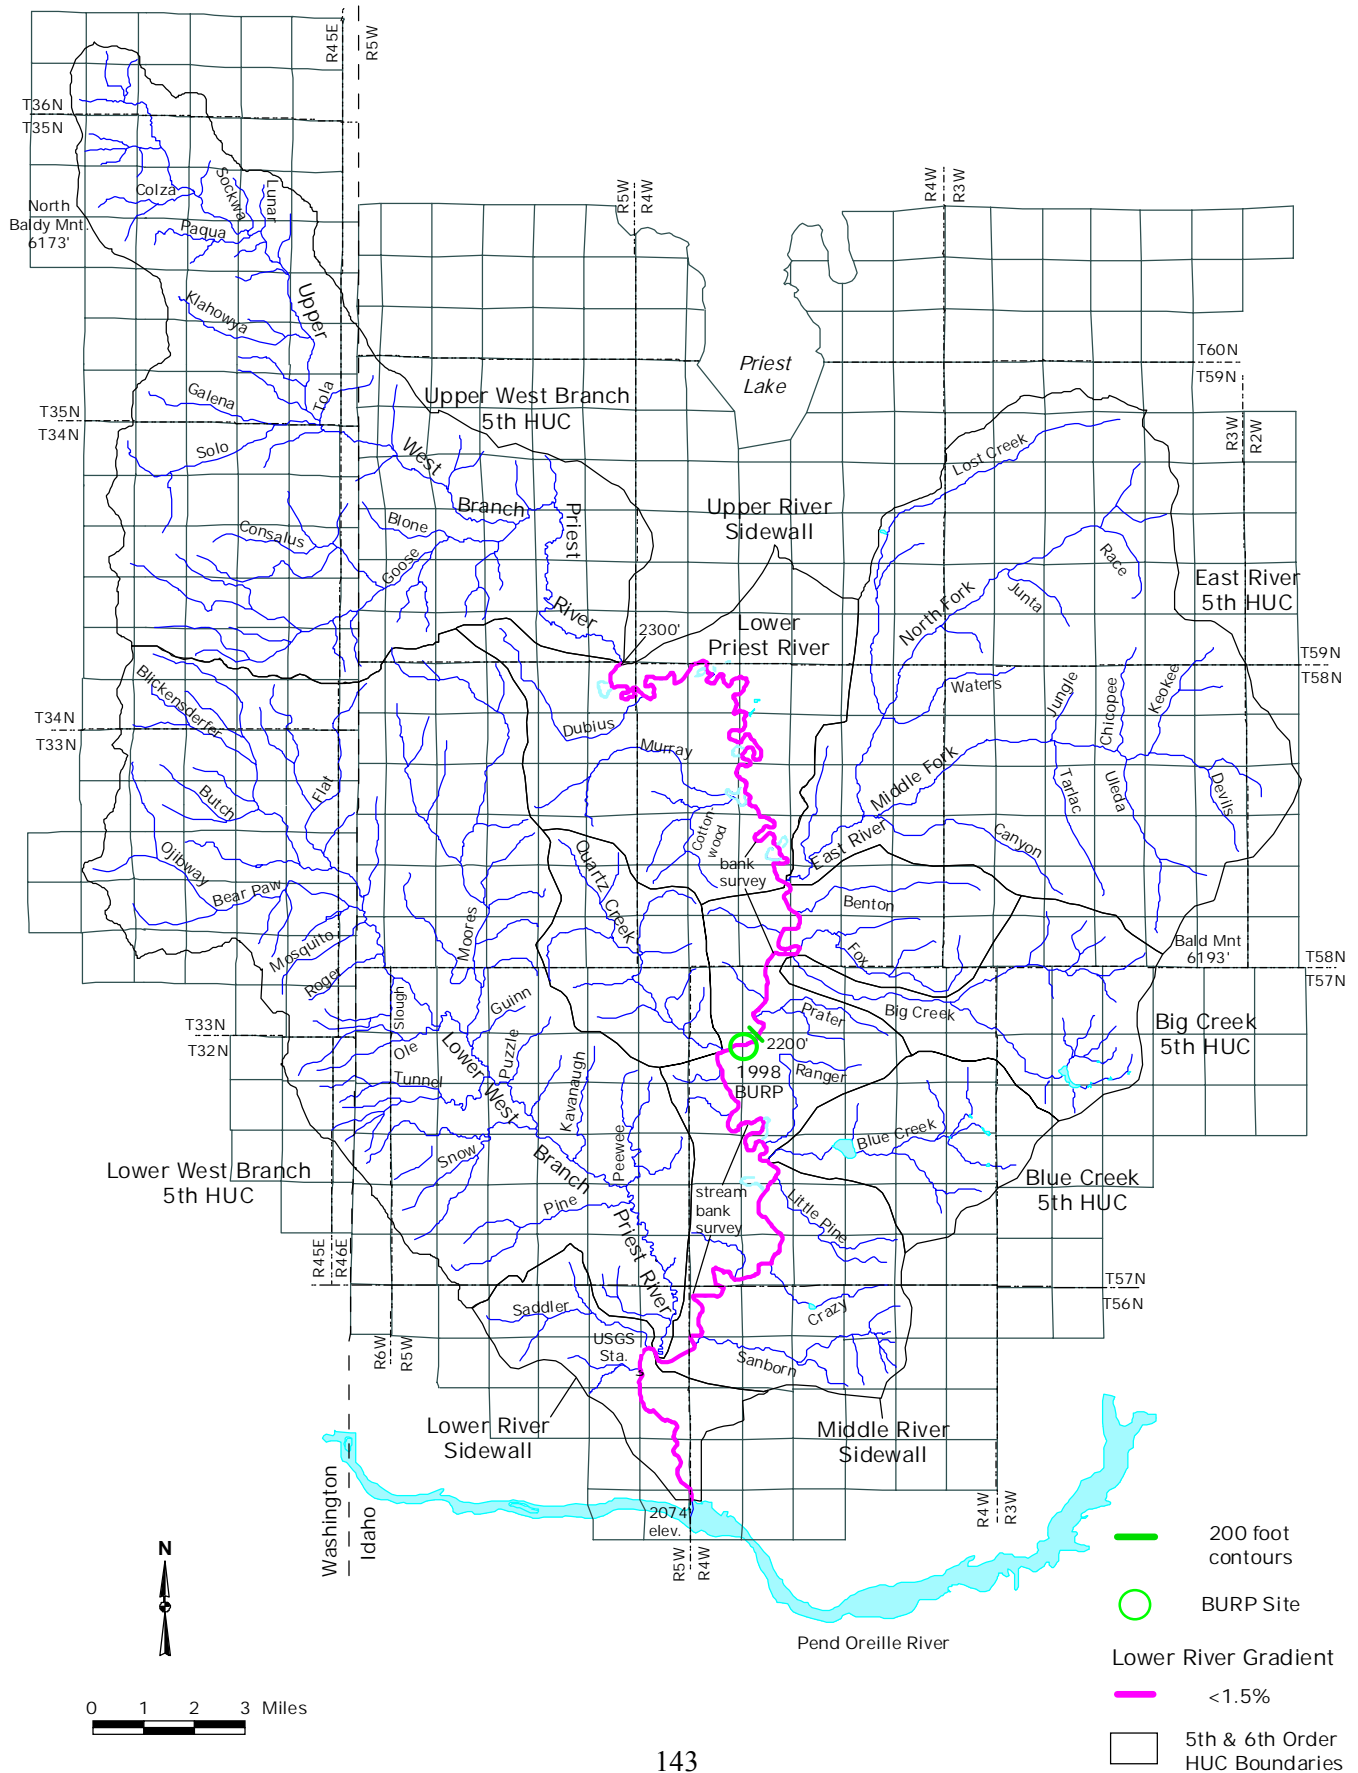 R45E
R5W
T36N
T35N
R5W
R4W
R4W
R3W
Colza
Sockwa
Lunar
North
Baldy Mnt.
6173'
Paqua
Upper
Klahowya
T60N
T59N
Priest
Lake
Galena
Tola
Upper West Branch
5th HUC
T35N
T34N
R3W
R2W
Solo
West
Lost Creek
Branch
Priest
Upper River
Sidewall
Blone
Consalus
Goose
Race
East River
5th HUC
Junta
North Fork
River
2300'
Lower
Priest River
T59N
T58N
Blickensderfer
Waters
Jungle
Chicopee
Keokee
T34N
T33N
Dubius
Murray
Middle Fork
Flat
Butch
Tarlac
Uleda
Devils
Cotton-
wood
East River
Canyon
Ojibway
Quartz Creek
bank
survey
Bear Paw
Benton
Moores
Mosquito
Fox
Bald Mnt
6193'
T58N
T57N
Roger
Slough
Guinn
Prater
Big Creek
Big Creek
5th HUC
T33N
T32N
Ole
Lower West
Puzzle
2200'
Tunnel
Kavanaugh
1998
BURP
Ranger
Blue Creek
Peewee
Snow
Branch
Lower West Branch
5th HUC
Blue Creek
5th HUC
stream
bank
survey
Little Pine
Pine
Priest River
R45E
R46E
T57N
T56N
Saddler
Crazy
USGS
Sta.
R6W
R5W
Sanborn
Lower River
Sidewall
Middle River
Sidewall
Washington
Idaho
2074'
elev.
R4W
R3W
R5W
R4W
200 foot
contours
N
BURP Site
Pend Oreille River
Lower River Gradient
<1.5%
0 1 2 3 Miles
5th & 6th Order
HUC Boundaries
143